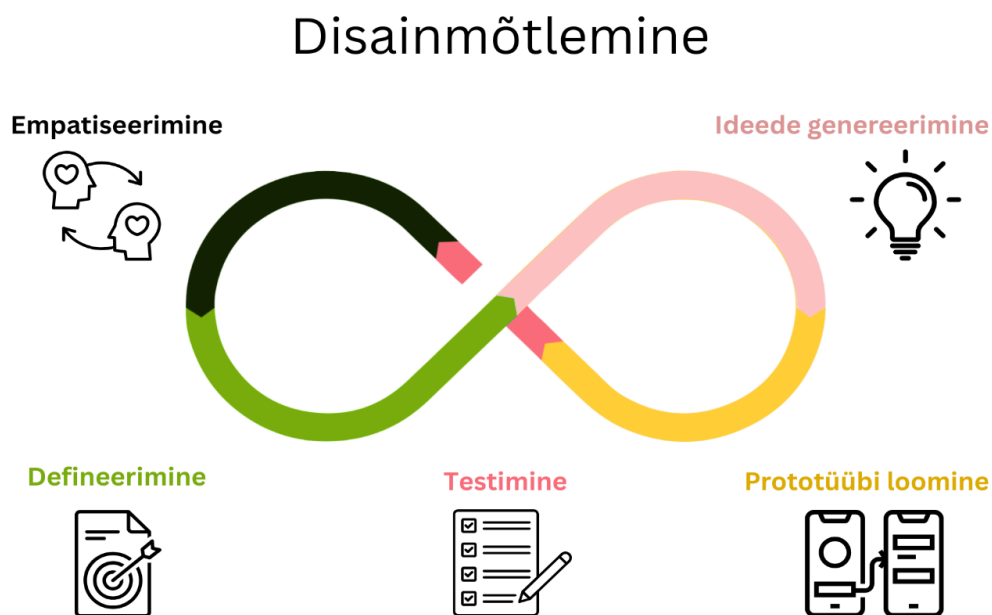 Disainmõtlemine
Empatiseerimine
Ideede genereerimine
Defineerimine
Testimine
Prototüübi loomine